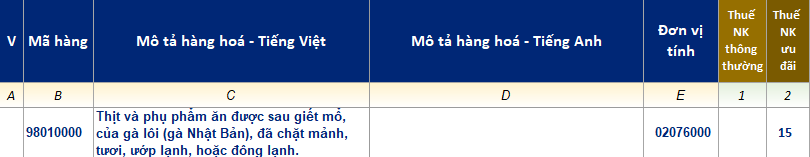 V
Mã hàng
Mô tả hàng hoá - Tiếng Việt
Mô tả hàng hoá - Tiếng Anh
Đơn vị
tính
Thuế
NK
thông
thường
Thuế
NK
ưu
đãi
A
B
C
D
E
1
2
98010000
Thịt và phụ phẩm ăn được sau giết mổ,
của gà lôi (gà Nhật Bản), đã chặt mảnh,
tươi, ướp lạnh, hoặc đông lạnh.
02076000
15